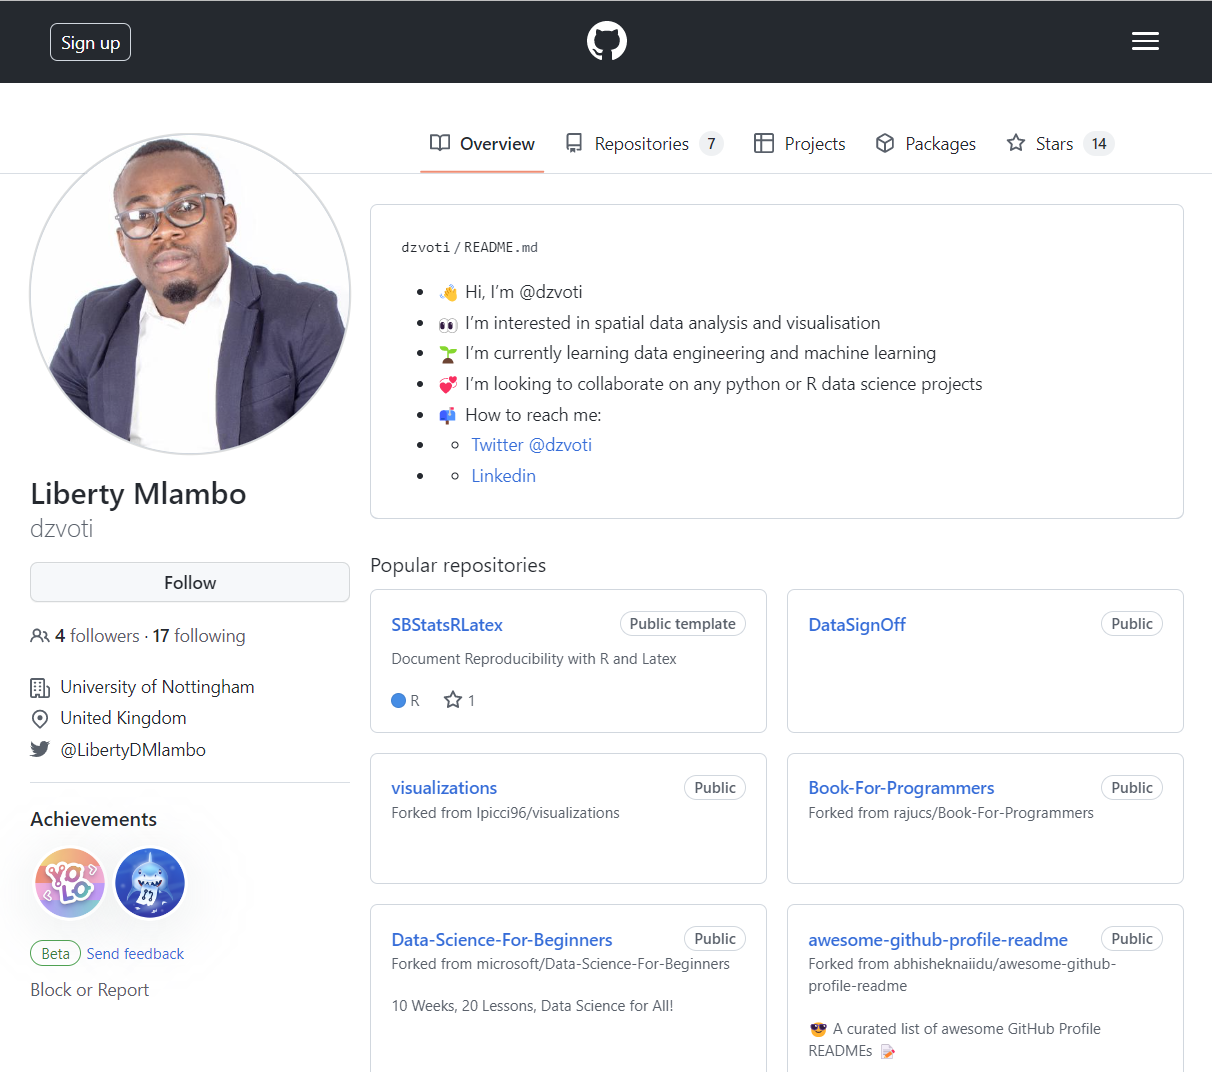 Sign up
Overview
Repositories 7
Projects
Packages
Stars 14
dzvoti/README.md
👋 Hi, I’m @dzvoti
👀 I’m interested in spatial data analysis and visualisation
🌱 I’m currently learning data engineering and machine learning
💞️ I’m looking to collaborate on any python or R data science projects
📫 How to reach me:
Twitter @dzvoti
Linkedin
Liberty Mlambo
dzvoti
Follow
4 followers · 17 following
University of Nottingham
United Kingdom
@LibertyDMlambo
Achievements
YOLO
Beta Send feedback
Block or Report
Popular repositories
SBStatsRLatex Public template
Document Reproducibility with R and Latex
R 1
DataSignOff Public
visualizations Public
Forked from lpicci96/visualizations
Book-For-Programmers Public
Forked from rajucs/Book-For-Programmers
Data-Science-For-Beginners Public
Forked from microsoft/Data-Science-For-Beginners
10 Weeks, 20 Lessons, Data Science for All!
awesome-github-profile-readme Public
Forked from abhisheknaiidu/awesome-github-
profile-readme
😎 A curated list of awesome GitHub Profile
READMEs 📝